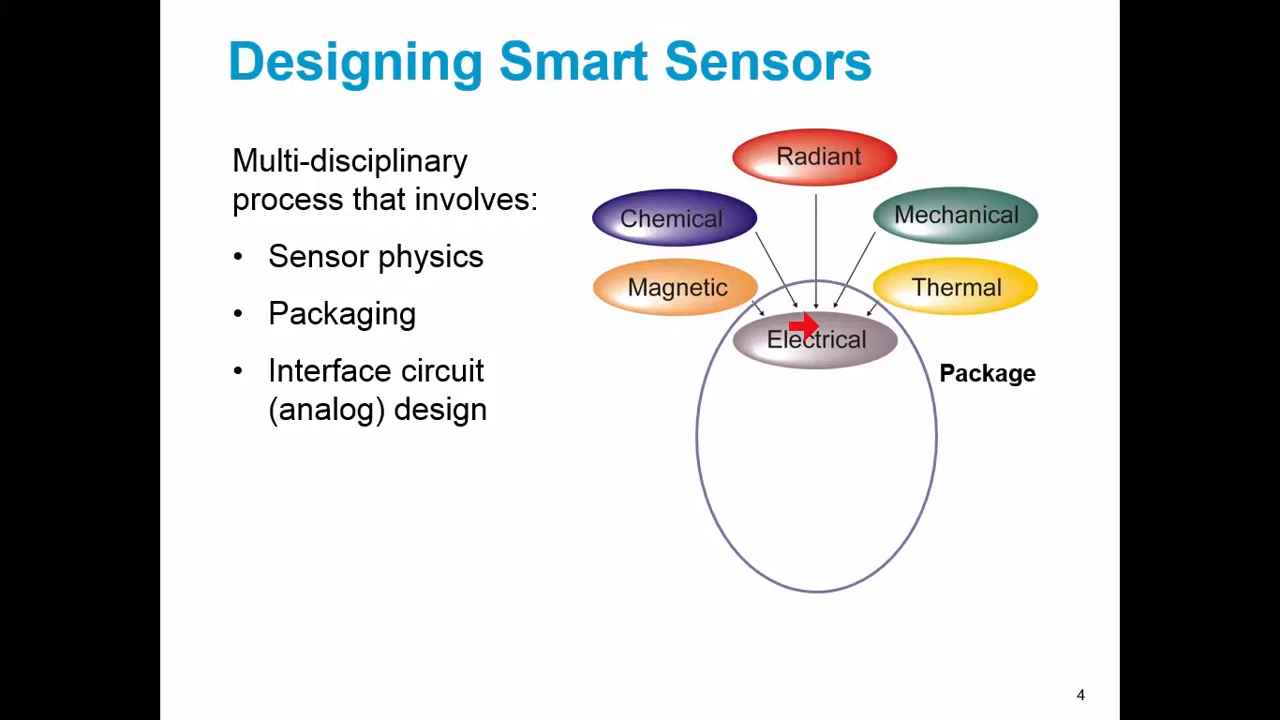 Designing Smart Sensors
Multi-disciplinary
process that involves:
• Sensor physics
• Packaging
• Interface circuit
(analog) design
Radiant
Chemical
Mechanical
Magnetic
Thermal
Electrical
Package
4